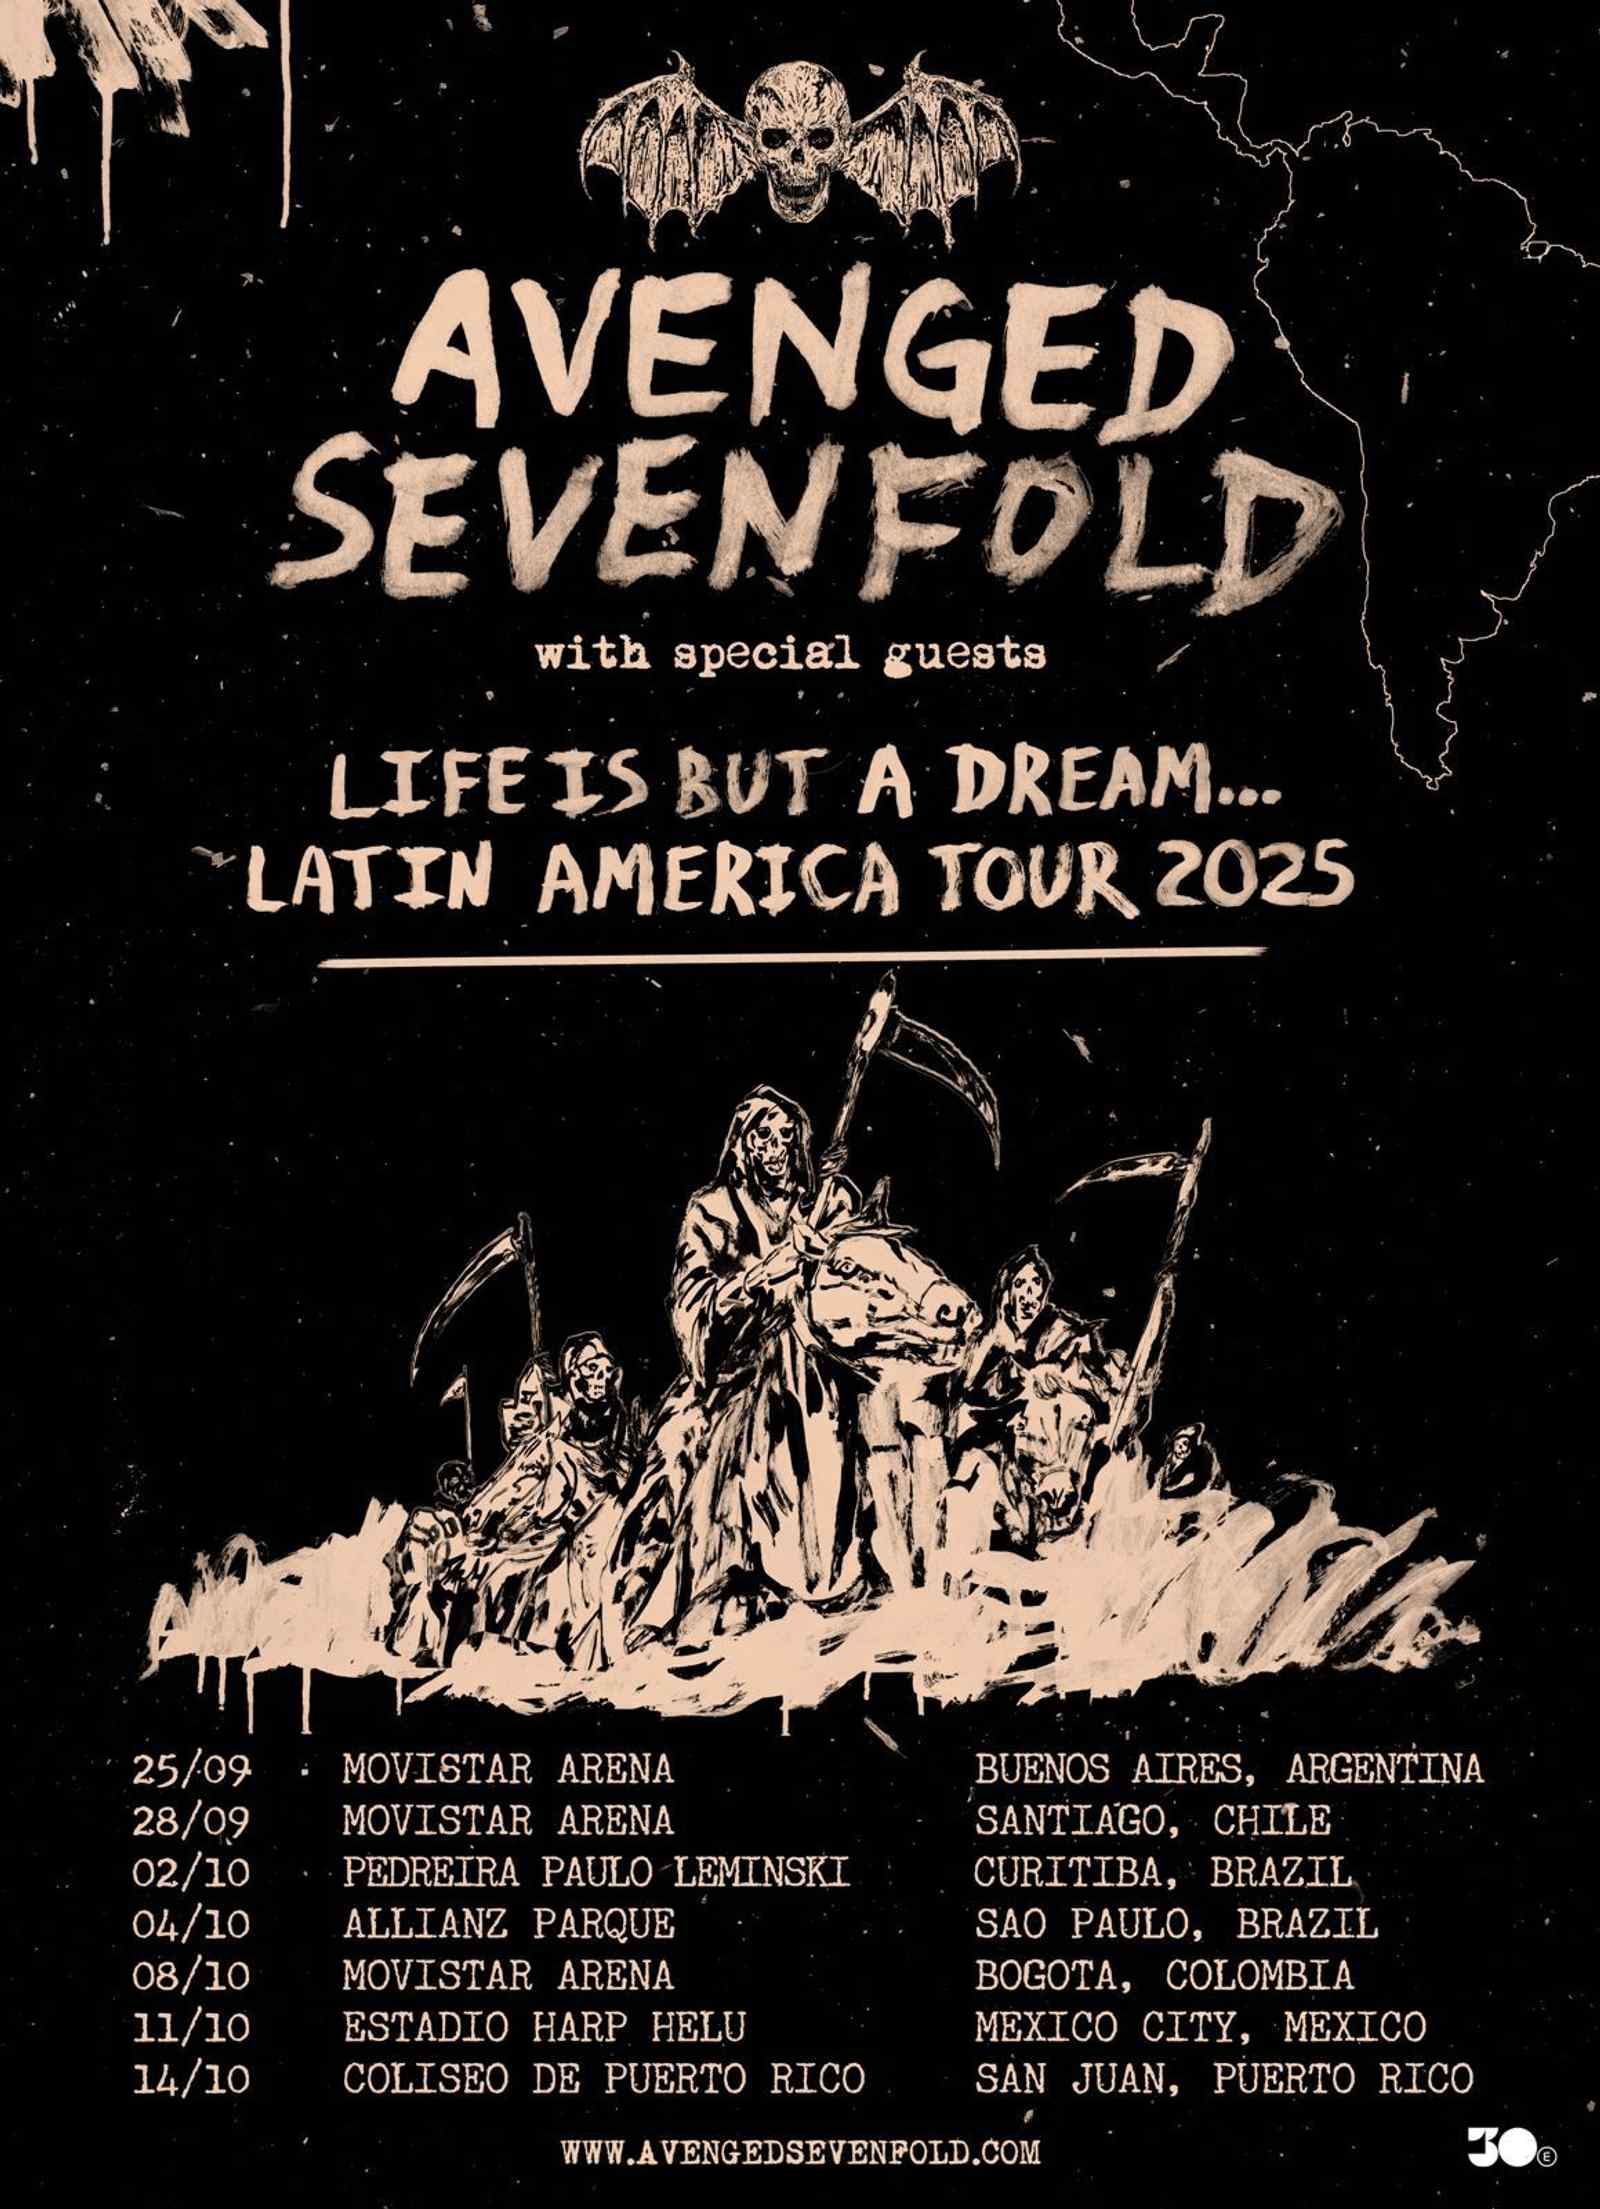 AVENGED
SEVENFOLD
with special guests
LIFE IS BUT A DREAM...
LATIN AMERICA TOUR 2025
25/09 MOVISTAR ARENA BUENOS AIRES, ARGENTINA
28/09 MOVISTAR ARENA SANTIAGO, CHILE
02/10 PEDREIRA PAULO LEMINSKI CURITIBA, BRAZIL
04/10 ALLIANZ PARQUE SAO PAULO, BRAZIL
08/10 MOVISTAR ARENA BOGOTA, COLOMBIA
11/10 ESTADIO HARP HELU MEXICO CITY, MEXICO
14/10 COLISEO DE PUERTO RICO SAN JUAN, PUERTO RICO
WWW.AVENGEDSEVENFOLD.COM
30E